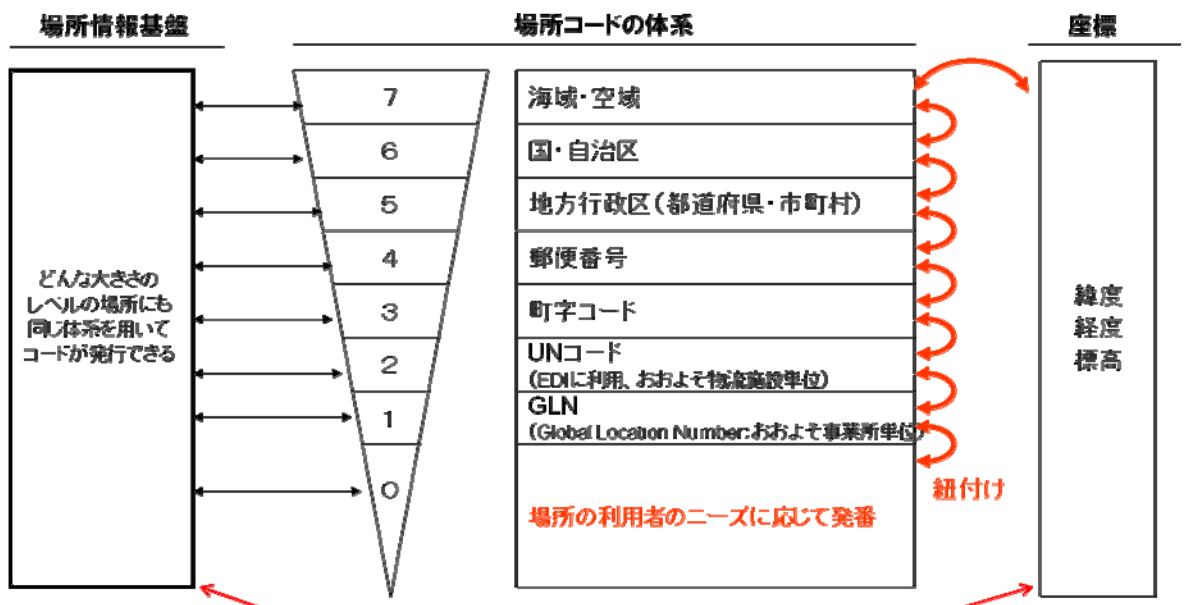 場所情報基盤
場所コードの体系
座標
どんな大きさの
レベルの場所にも
同じ体系を用いて
コードが発行できる
7
海域・空域
6
国・自治区
5
地方行政区(都道府県・市町村)
4
郵便番号
3
町字コード
2
UNコード
(EDIに利用、おおよそ物流施設単位)
1
GLN
(Global Location Number:おおよそ事業所単位)
0
場所の利用者のニーズに応じて発番
紐付け
緯度
経度
標高